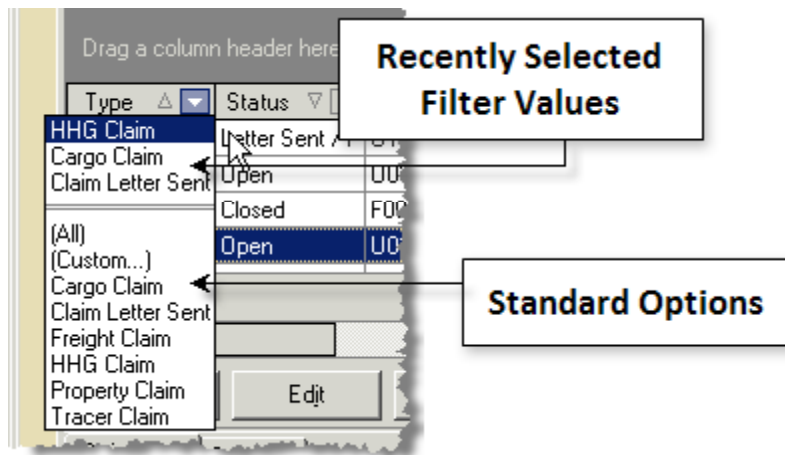 Drag a column header here
Recently Selected
Filter Values
Type
Status
HHG Claim
Cargo Claim
Claim Letter Sent
Letter Sent
Open
Closed
Open
(All)
(Custom...)
Cargo Claim
Claim Letter Sent
Freight Claim
HHG Claim
Property Claim
Tracer Claim
Standard Options
Edit